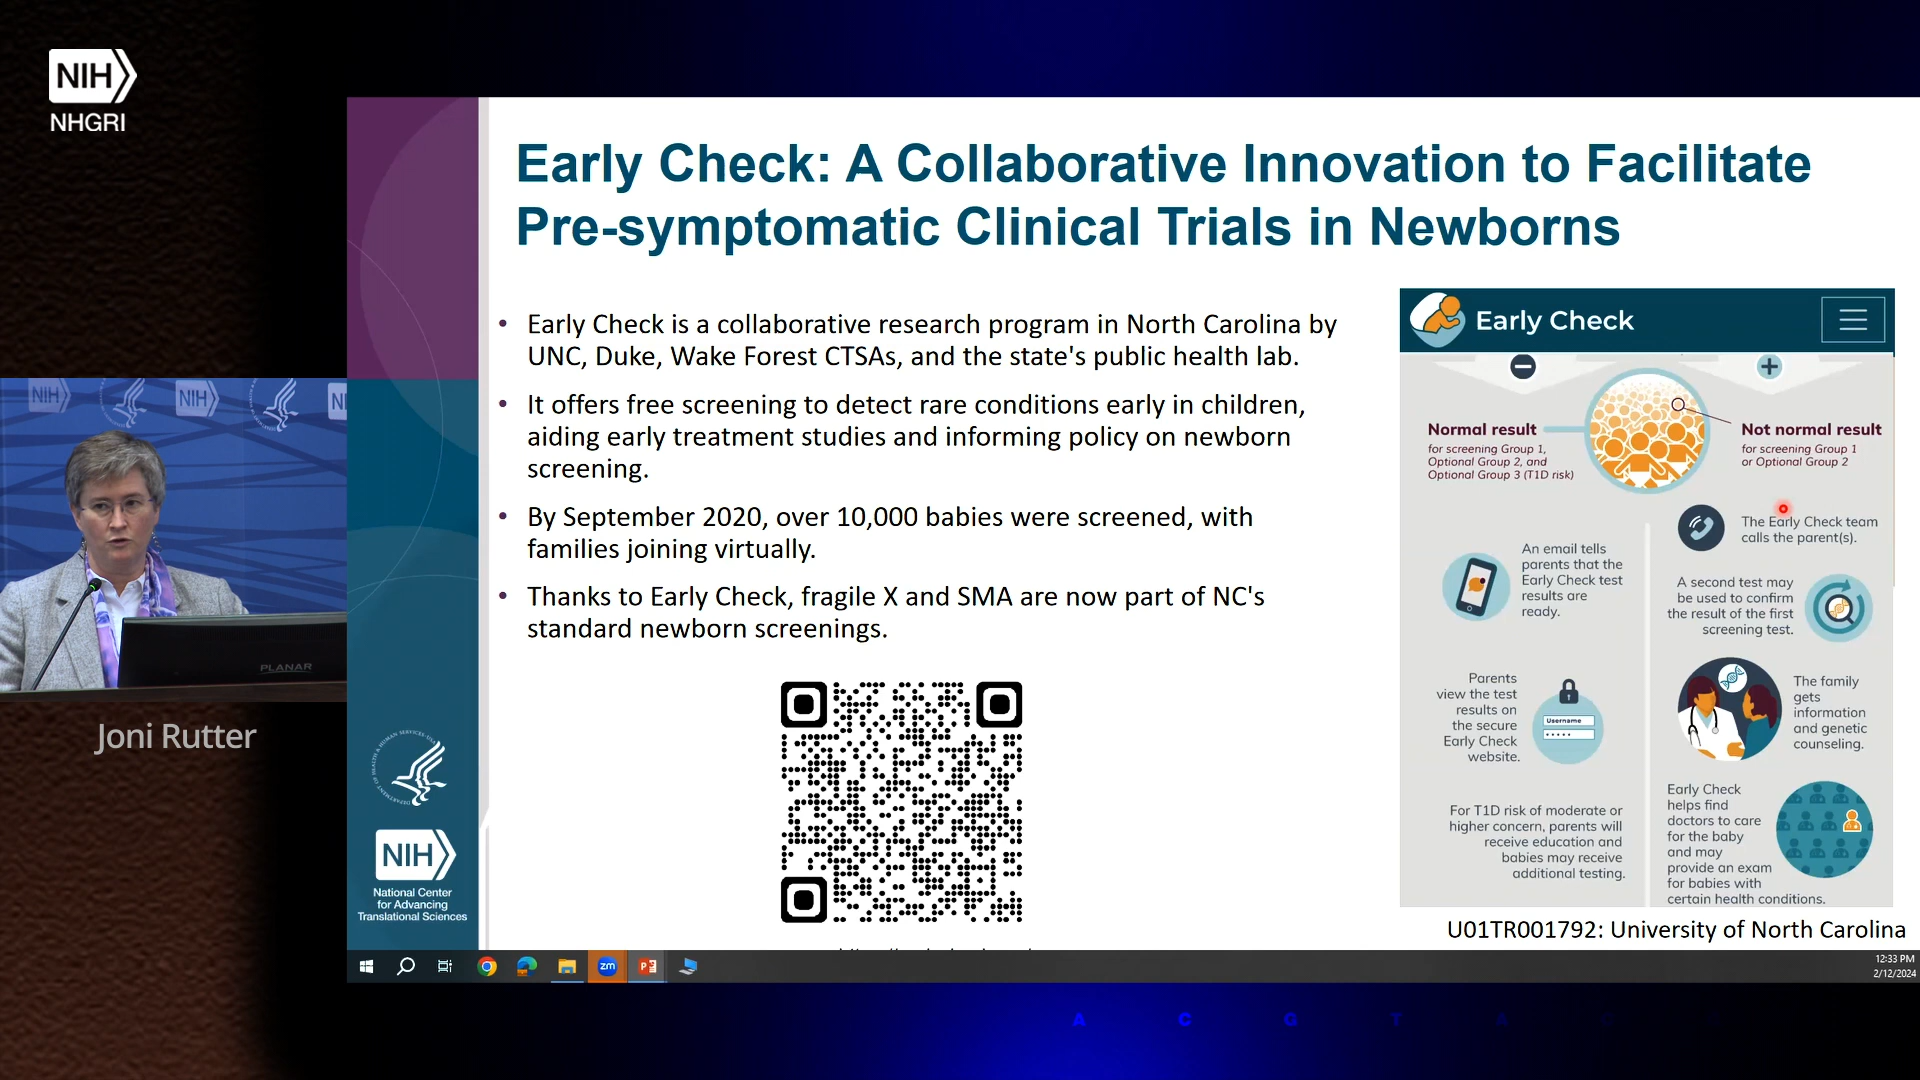 NIH
NHGRI
Early Check: A Collaborative Innovation to Facilitate
Pre-symptomatic Clinical Trials in Newborns
• Early Check is a collaborative research program in North Carolina by
UNC, Duke, Wake Forest CTSAs, and the state's public health lab.
• It offers free screening to detect rare conditions early in children,
aiding early treatment studies and informing policy on newborn
screening.
• By September 2020, over 10,000 babies were screened, with
families joining virtually.
• Thanks to Early Check, fragile X and SMA are now part of NC's
standard newborn screenings.
Early Check
Normal result
for screening Group 1,
Optional Group 2, and
Optional Group 3 (T1D risk)
Not normal result
for screening Group 1
or Optional Group 2
An email tells
parents that the
Early Check test
results are
ready.
Parents
view the test
results on
the secure
Early Check
website.
Username
For T1D risk of moderate or
higher concern, parents will
receive education and
babies may receive
additional testing.
The Early Check team
calls the parent(s).
A second test may
be used to confirm
the result of the first
screening test.
The family
gets
information
and genetic
counseling.
Early Check
helps find
doctors to care
for the baby
and may
provide an exam
for babies with
certain health conditions.
U01TR001792: University of North Carolina
NIH
NIH
NI
PLANAR
Joni Rutter
NIH
National Center
for Advancing
Translational Sciences
zm
12:33 PM
2/12/2024
A C G T A